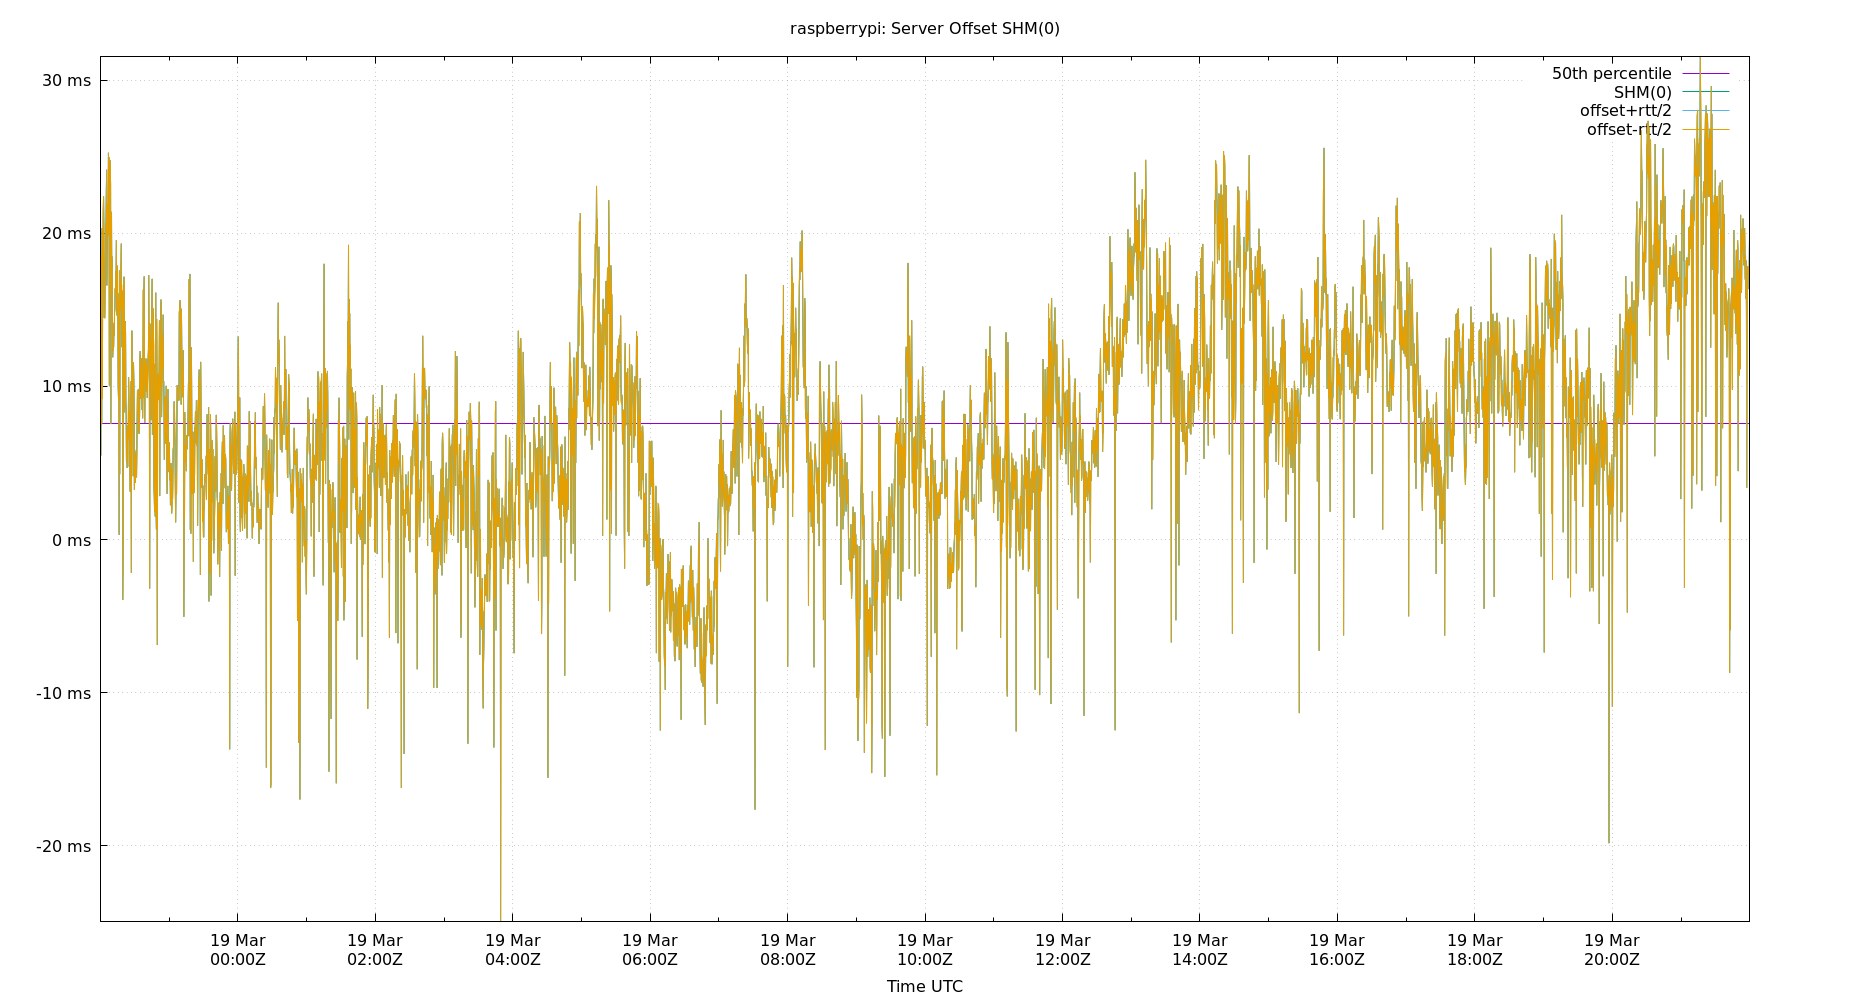 raspberrypi: Server Offset SHM(0)
30 ms
20 ms
10 ms
0 ms
-10 ms
-20 ms
50th percentile
SHM(0)
offset+rtt/2
offset-rtt/2
19 Mar 19 Mar 19 Mar 19 Mar 19 Mar 19 Mar 19 Mar 19 Mar 19 Mar 19 Mar 19 Mar
00:00Z 02:00Z 04:00Z 06:00Z 08:00Z 10:00Z 12:00Z 14:00Z 16:00Z 18:00Z 20:00Z
Time UTC